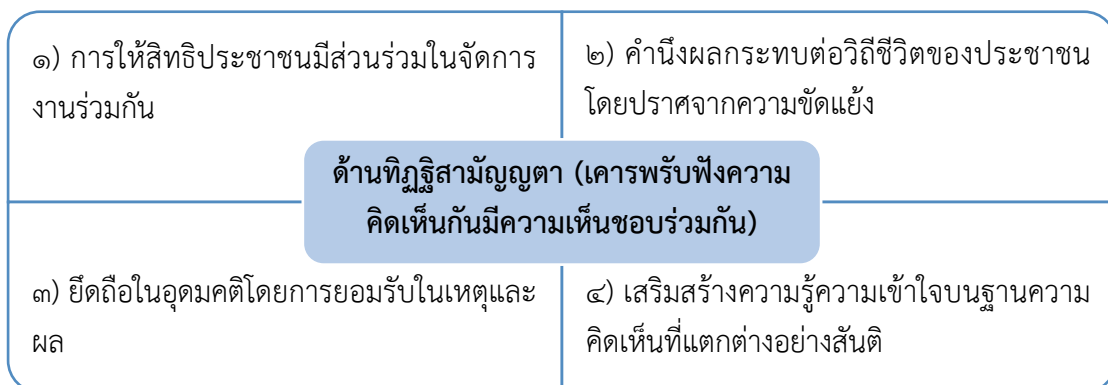 ๑) การให้สิทธิประชาชนมีส่วนร่วมในจัดการ
งานร่วมกัน
๒) คำนึงผลกระทบต่อวิถีชีวิตของประชาชน
โดยปราศจากความขัดแย้ง
ด้านทิฏฐิสามัญญตา (เคารพรับฟังความ
คิดเห็นกันมีความเห็นชอบร่วมกัน)
๓) ยึดถือในอุดมคติโดยการยอมรับในเหตุและ
ผล
๔) เสริมสร้างความรู้ความเข้าใจบนฐานความ
คิดเห็นที่แตกต่างอย่างสันติ